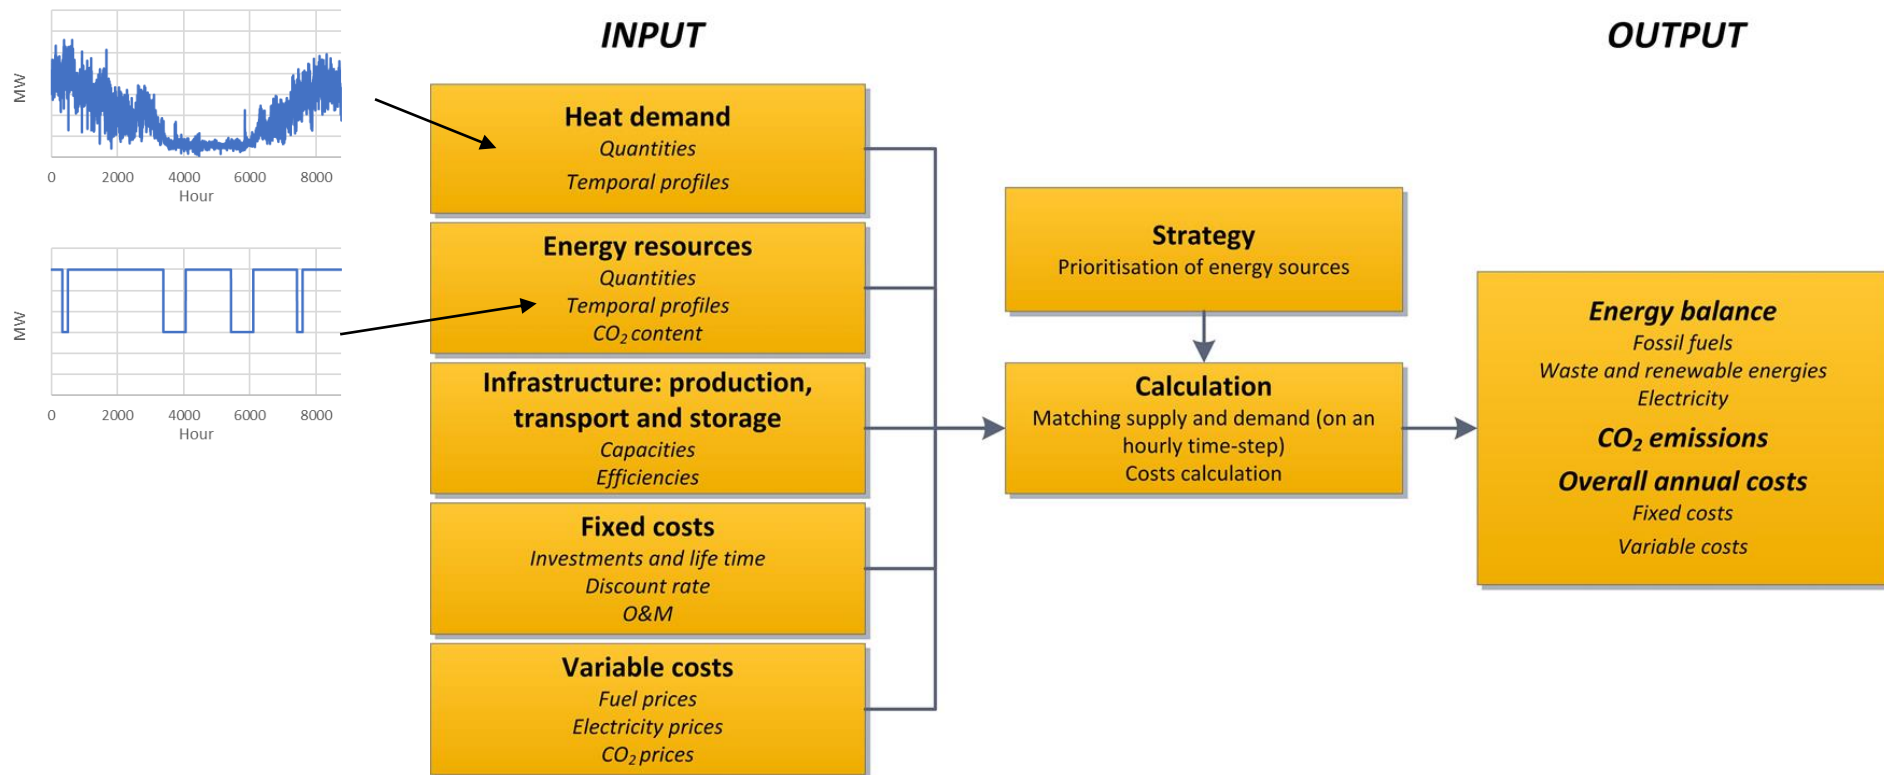 INPUT
OUTPUT
MW
0 2000 4000 6000 8000
Hour
MW
0 2000 4000 6000 8000
Hour
Heat demand
Quantities
Temporal profiles
Energy resources
Quantities
Temporal profiles
CO₂ content
Infrastructure: production,
transport and storage
Capacities
Efficiencies
Fixed costs
Investments and life time
Discount rate
O&M
Variable costs
Fuel prices
Electricity prices
CO₂ prices
Strategy
Prioritisation of energy sources
Calculation
Matching supply and demand (on an
hourly time-step)
Costs calculation
Energy balance
Fossil fuels
Waste and renewable energies
Electricity
CO₂ emissions
Overall annual costs
Fixed costs
Variable costs